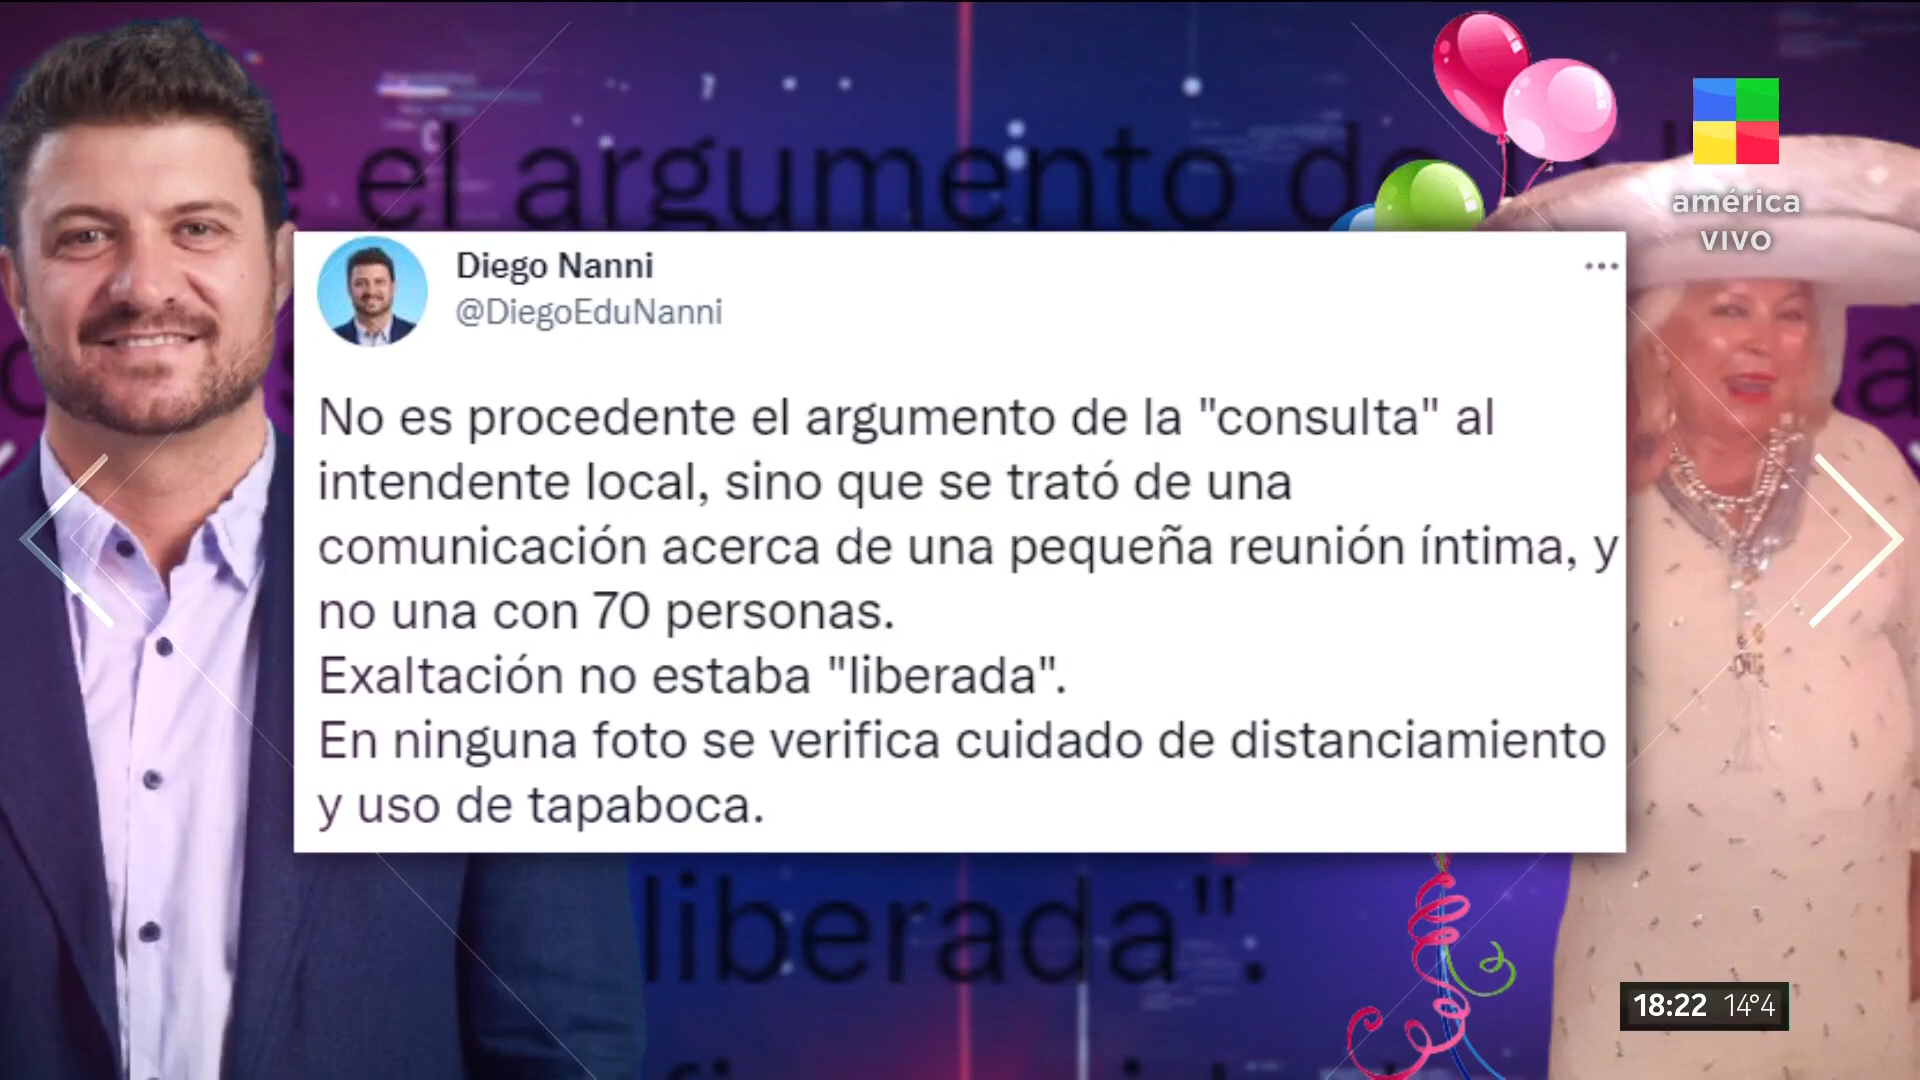 e el argumento d
américa
VIVO
Diego Nanni
@DiegoEduNanni
No es procedente el argumento de la "consulta" al
intendente local, sino que se trató de una
comunicación acerca de una pequeña reunión íntima, y
no una con 70 personas.
Exaltación no estaba "liberada".
En ninguna foto se verifica cuidado de distanciamiento
y uso de tapaboca.
liberada".
18:22 14°4